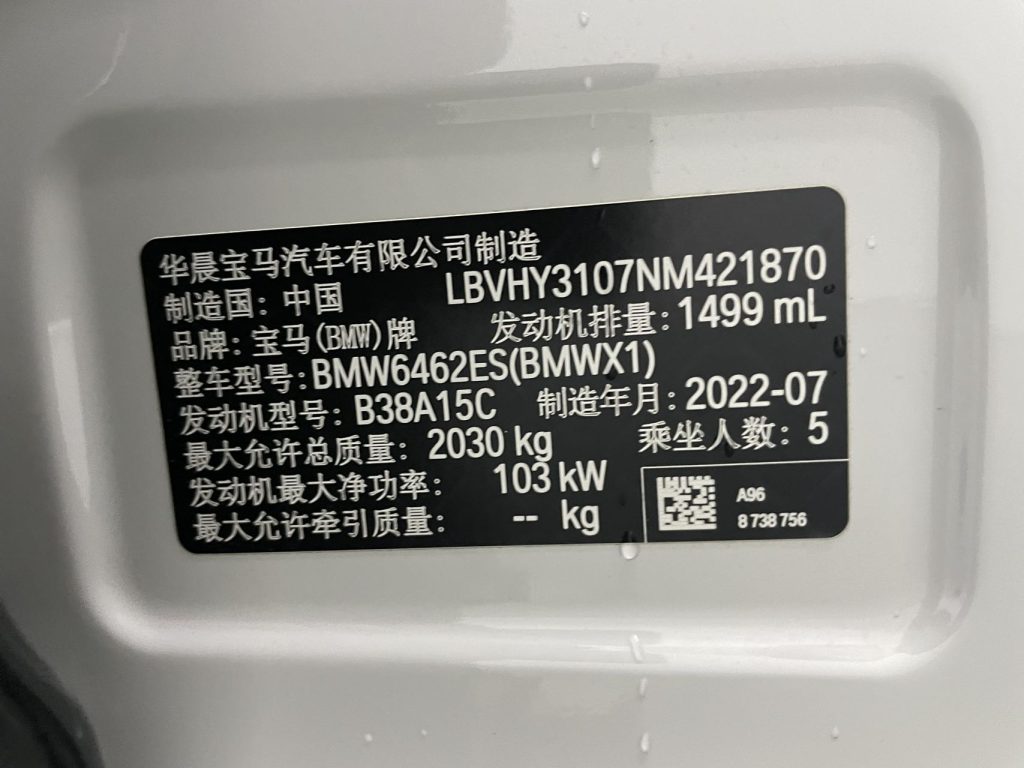 华晨宝马汽车有限公司制造
制造国: 中国 LBVHY3107NM421870
品牌: 宝马(BMW)牌 发动机排量: 1499 mL
整车型号: BMW6462ES(BMWX1)
发动机型号: B38A15C 制造年月: 2022-07
最大允许总质量: 2030 kg 乘坐人数: 5
发动机最大净功率: 103 kW
最大允许牵引质量: -- kg
A96
8 738 756